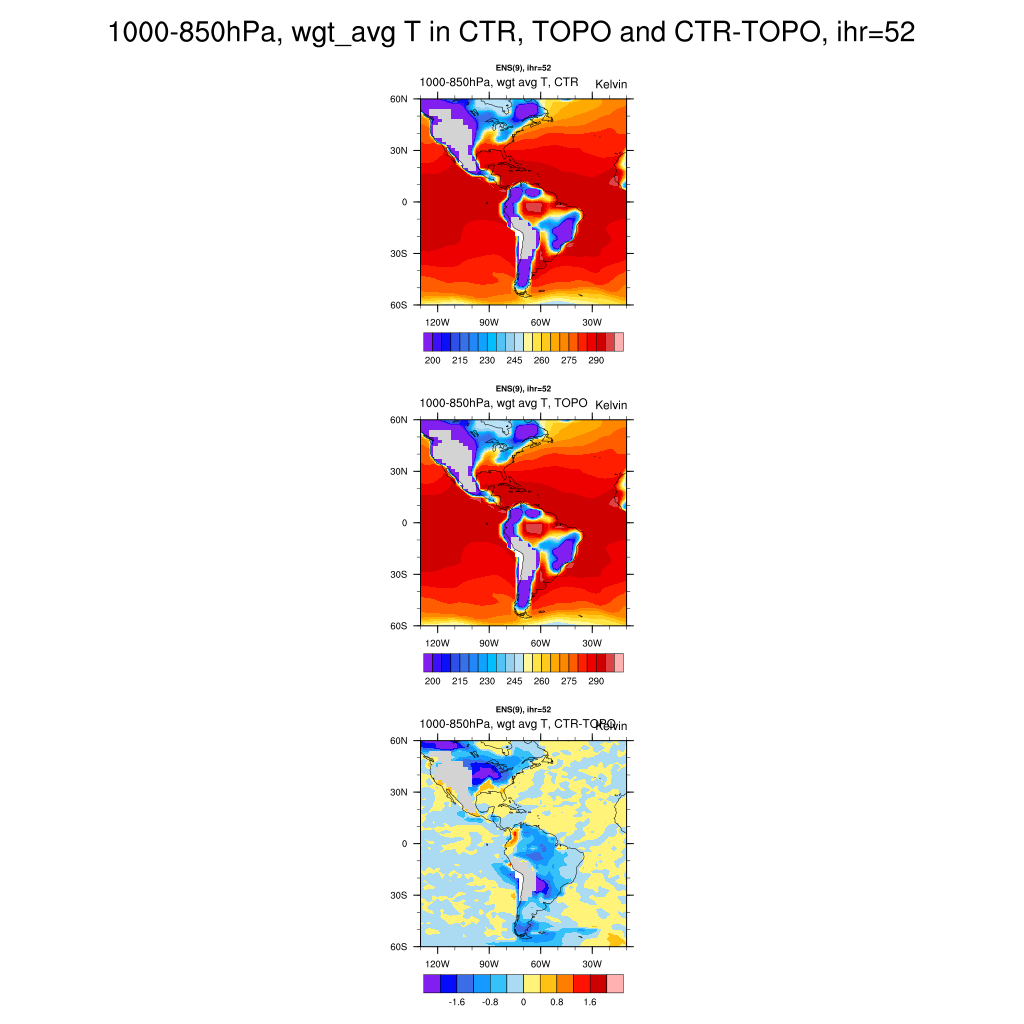 1000-850hPa, wgt_avg T in CTR, TOPO and CTR-TOPO, ihr=52
ENS(9), ihr=52
1000-850hPa, wgt avg T, CTR Kelvin
60N
30N
0
30S
60S
120W 90W 60W 30W
200 215 230 245 260 275 290
ENS(9), ihr=52
1000-850hPa, wgt avg T, TOPO Kelvin
60N
30N
0
30S
60S
120W 90W 60W 30W
200 215 230 245 260 275 290
ENS(9), ihr=52
1000-850hPa, wgt avg T, CTR-TOPO Kelvin
60N
30N
0
30S
60S
120W 90W 60W 30W
-1.6 -0.8 0 0.8 1.6